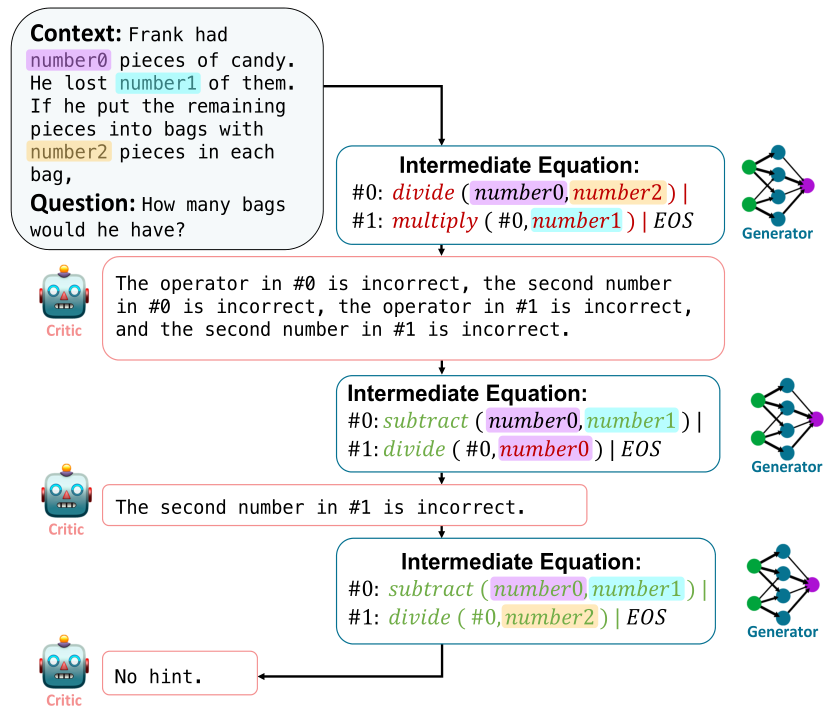 Context: Frank had
number0 pieces of candy.
He lost number1 of them.
If he put the remaining
pieces into bags with
number2 pieces in each
bag,
Question: How many bags
would he have?
Intermediate Equation:
#0: divide (number0,number2) |
#1: multiply ( #0,number1 ) | EOS
Generator
The operator in #0 is incorrect, the second number
in #0 is incorrect, the operator in #1 is incorrect,
and the second number in #1 is incorrect.
Critic
Intermediate Equation:
#0: subtract (number0,number1 ) |
#1: divide ( #0,number0 ) | EOS
Generator
The second number in #1 is incorrect.
Critic
Intermediate Equation:
#0: subtract (number0,number1 ) |
#1: divide ( #0,number2 ) | EOS
Generator
No hint.
Critic